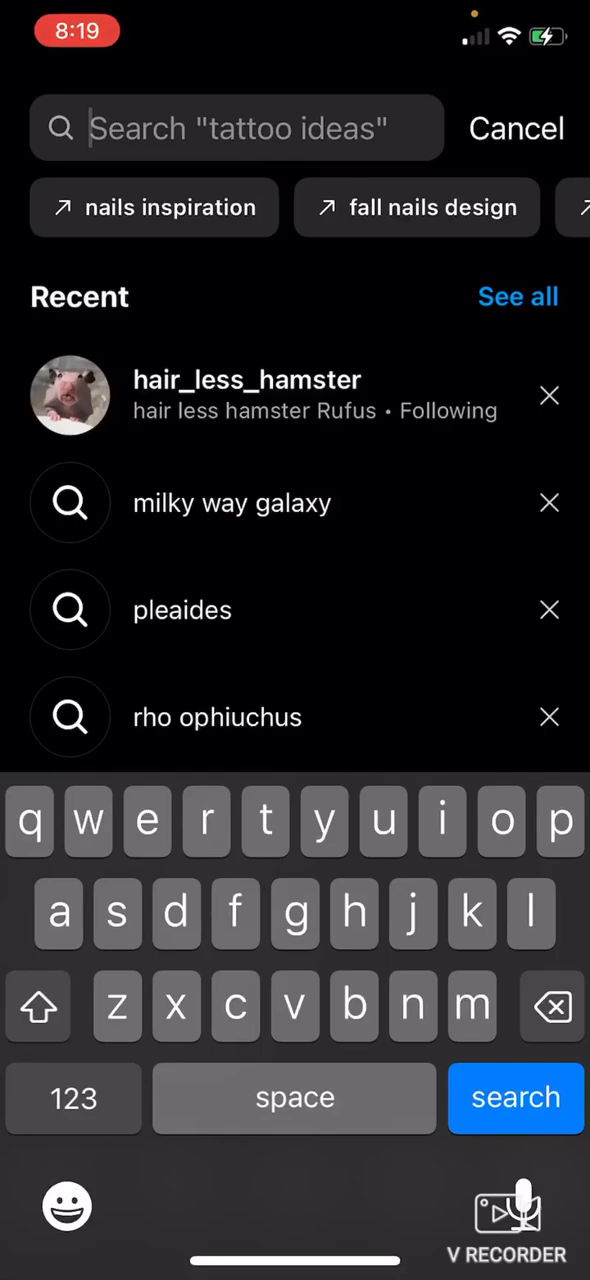 8:19
Search "tattoo ideas"
Cancel
nails inspiration
fall nails design
Recent
See all
hair_less_hamster
hair less hamster Rufus • Following
milky way galaxy
pleaides
rho ophiuchus
q w e r t y u i o p
a s d f g h j k l
z x c v b n m
123 space search
V RECORDER